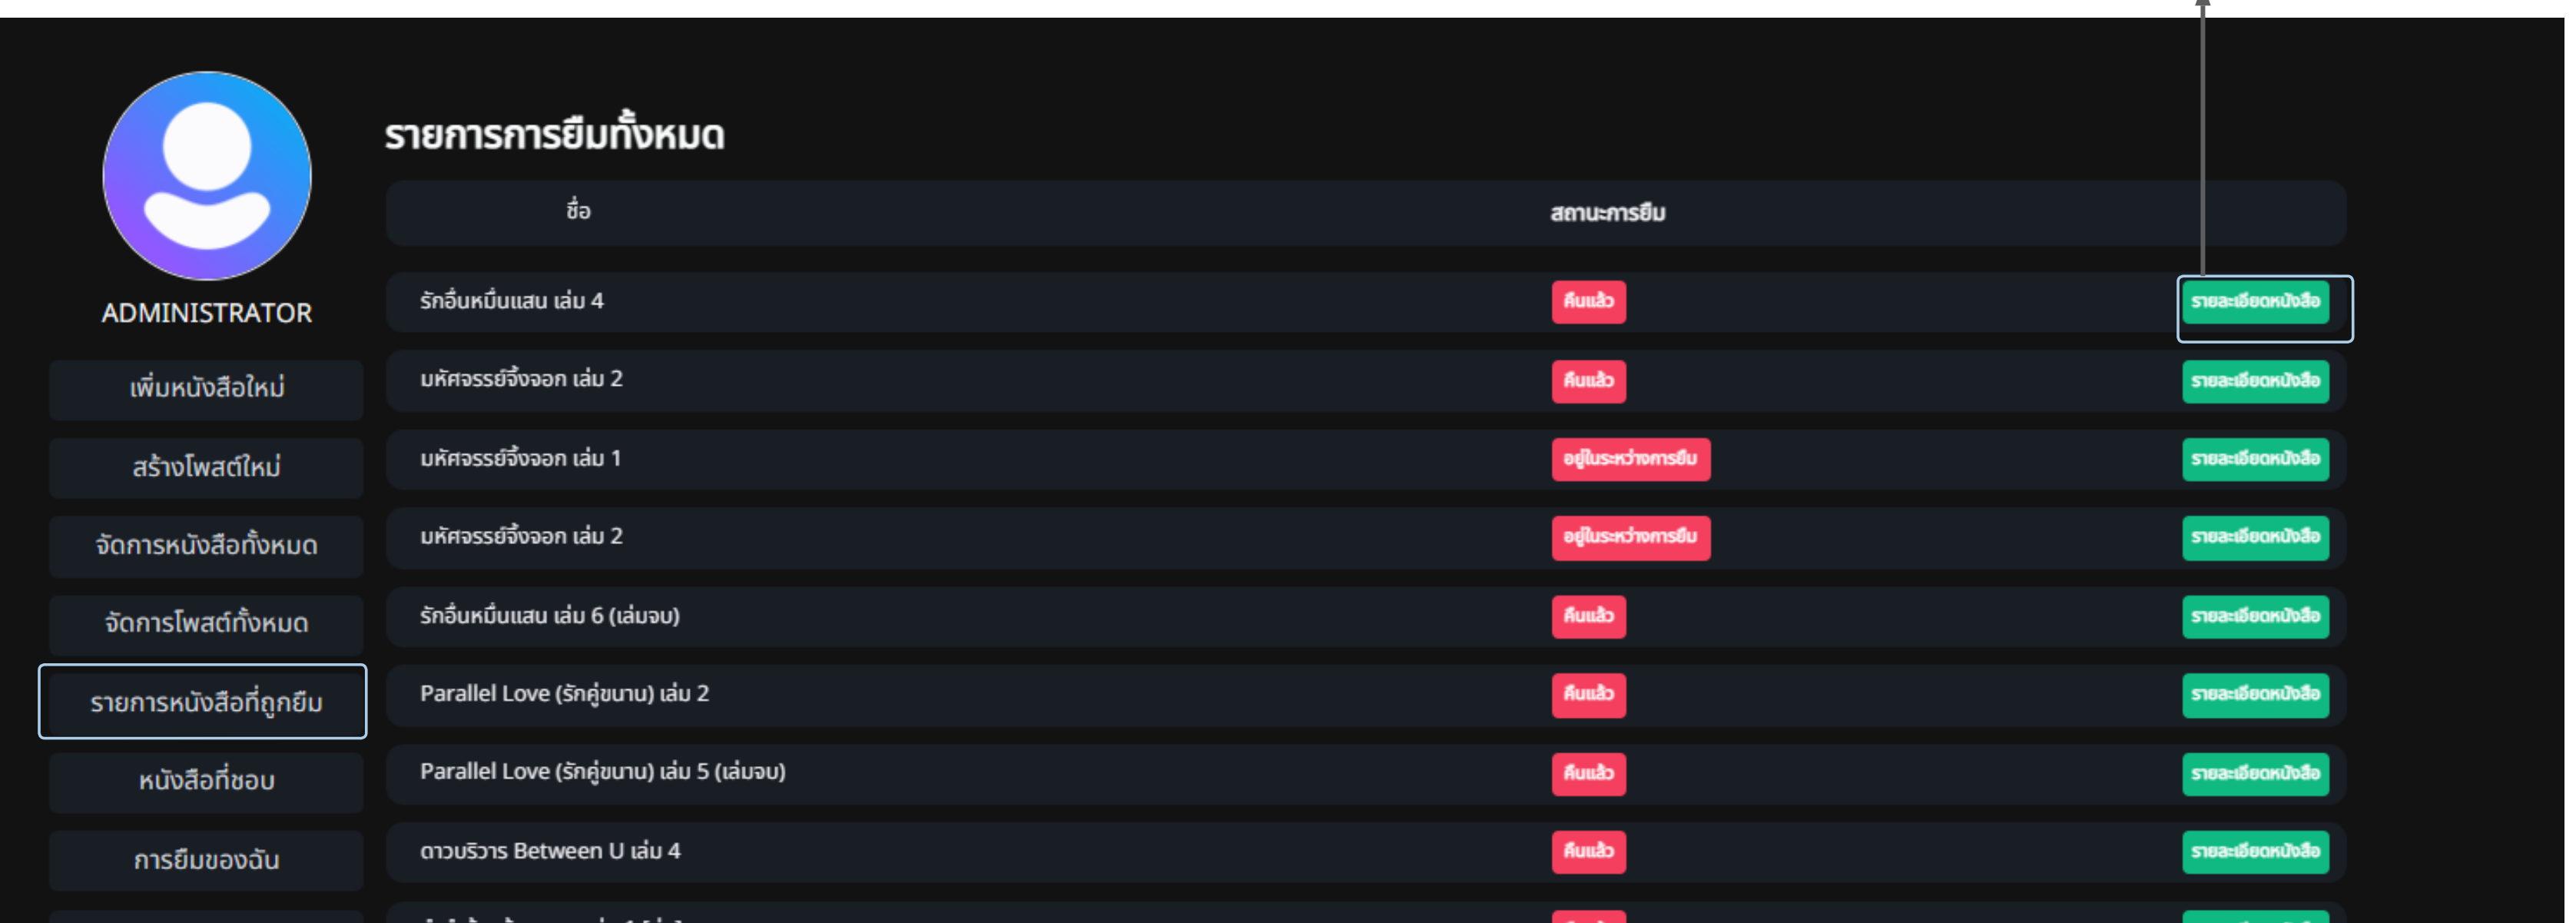 รายการการยืมทั้งหมด
ชื่อ
สถานะการยืม
ADMINISTRATOR
เพิ่มหนังสือใหม่
สร้างโพสต์ใหม่
จัดการหนังสือทั้งหมด
จัดการโพสต์ทั้งหมด
รายการหนังสือที่ถูกยืม
หนังสือที่ชอบ
การยืมของฉัน
รักอื่นหมื่นแสน เล่ม 4 คืนแล้ว รายละเอียดหนังสือ
มหัศจรรย์จิ้งจอก เล่ม 2 คืนแล้ว รายละเอียดหนังสือ
มหัศจรรย์จิ้งจอก เล่ม 1 อยู่ในระหว่างการยืม รายละเอียดหนังสือ
มหัศจรรย์จิ้งจอก เล่ม 2 อยู่ในระหว่างการยืม รายละเอียดหนังสือ
รักอื่นหมื่นแสน เล่ม 6 (เล่มจบ) คืนแล้ว รายละเอียดหนังสือ
Parallel Love (รักคู่ขนาน) เล่ม 2 คืนแล้ว รายละเอียดหนังสือ
Parallel Love (รักคู่ขนาน) เล่ม 5 (เล่มจบ) คืนแล้ว รายละเอียดหนังสือ
ดาวบริวาร Between U เล่ม 4 คืนแล้ว รายละเอียดหนังสือ